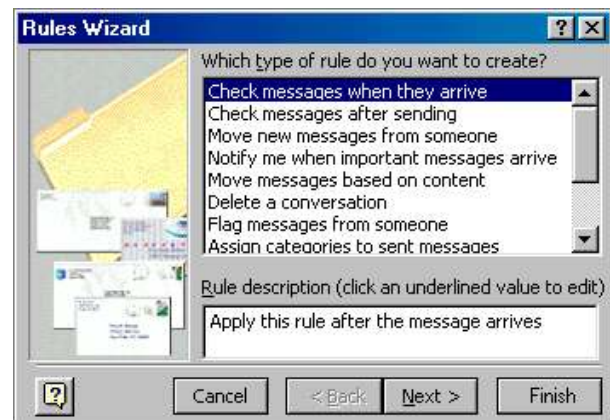 Rules Wizard
Which type of rule do you want to create?
Check messages when they arrive
Check messages after sending
Move new messages from someone
Notify me when important messages arrive
Move messages based on content
Delete a conversation
Flag messages from someone
Assign categories to sent messages
Rule description (click an underlined value to edit)
Apply this rule after the message arrives
Cancel < Back Next > Finish